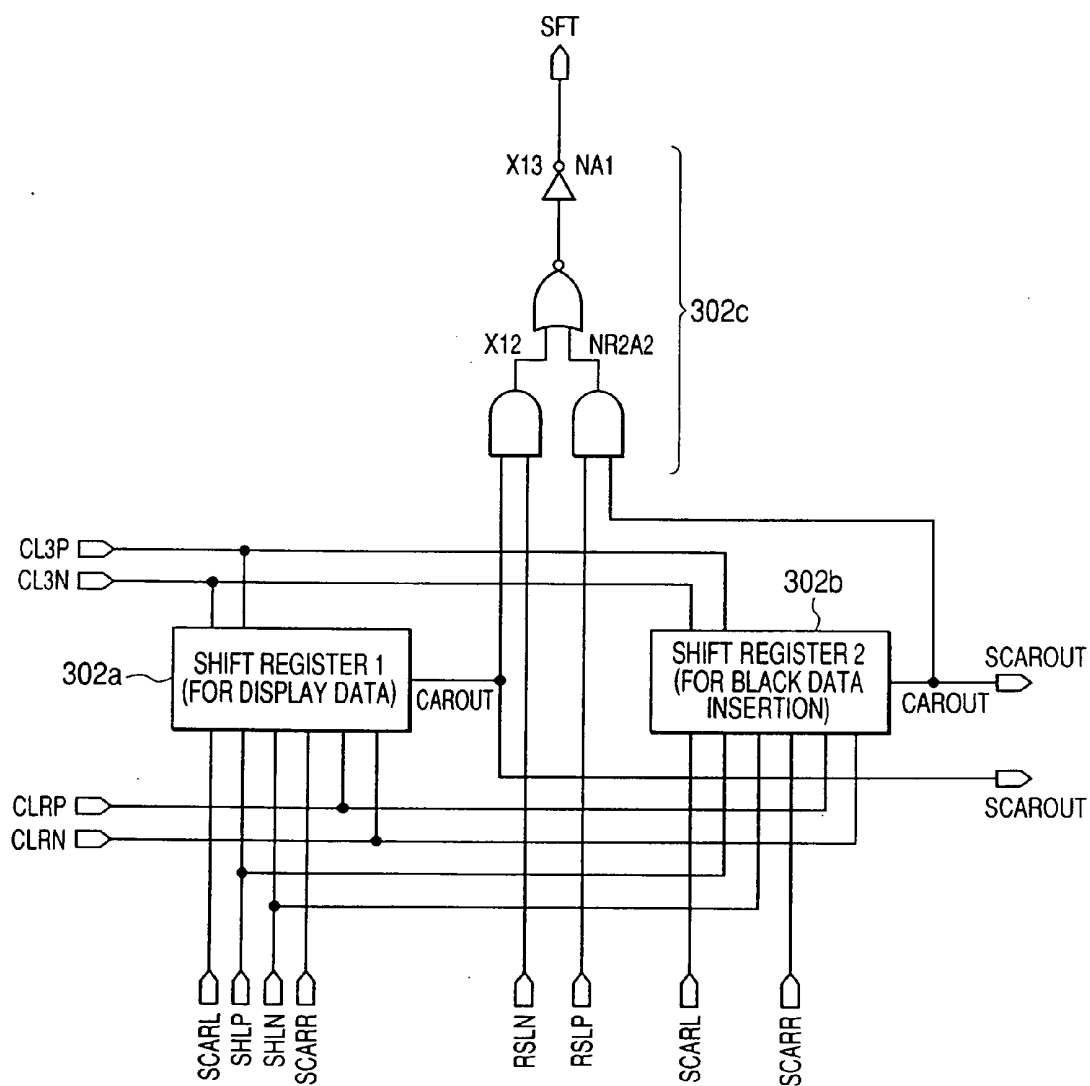 SFT
X13 NA1
302c
X12 NR2A2
CL3P
CL3N
302b
302a
SHIFT REGISTER 1
(FOR DISPLAY DATA)
CAROUT
SHIFT REGISTER 2
(FOR BLACK DATA
INSERTION)
SCAROUT
CAROUT
CLRP
SCAROUT
CLRN
SCARL
SHLP
SHLN
SCARR
RSLN
RSLP
SCARL
SCARR